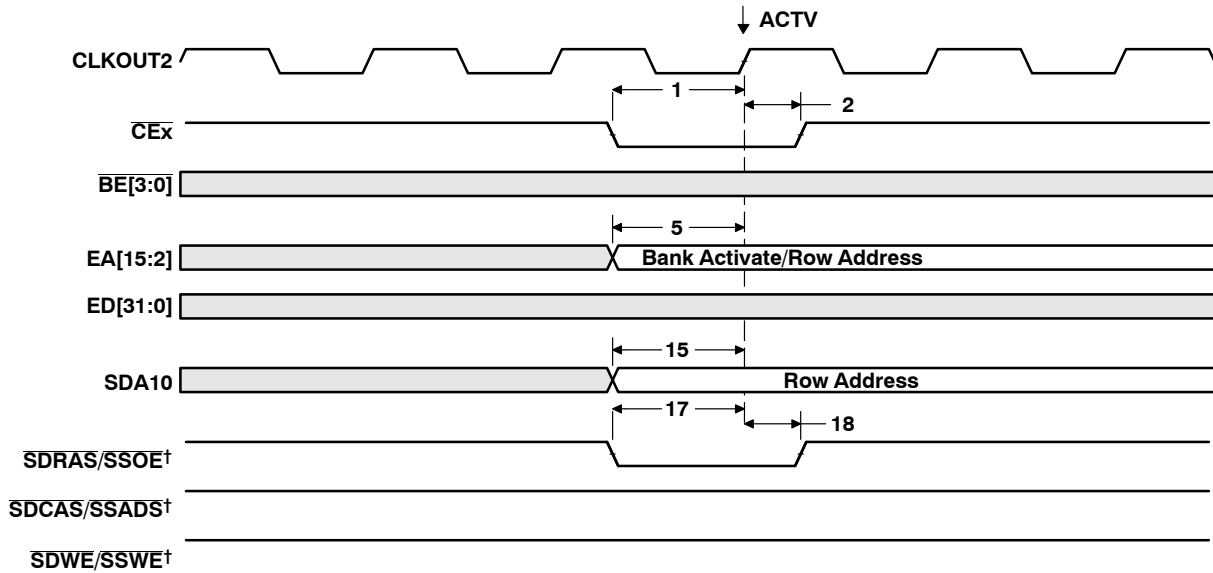 ACTV
CLKOUT2
1
2
CEx
BE[3:0]
5
EA[15:2]
Bank Activate/Row Address
ED[31:0]
15
SDA10
Row Address
17
18
SDRAS/SSOE†
SDCAS/SSADS†
SDWE/SSWE†